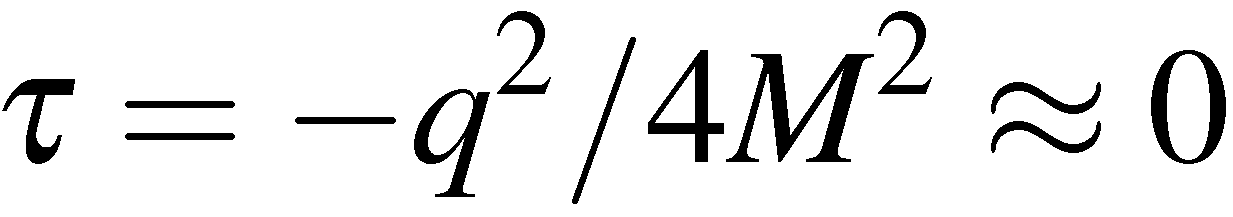 τ = −q²/4M² ≈ 0